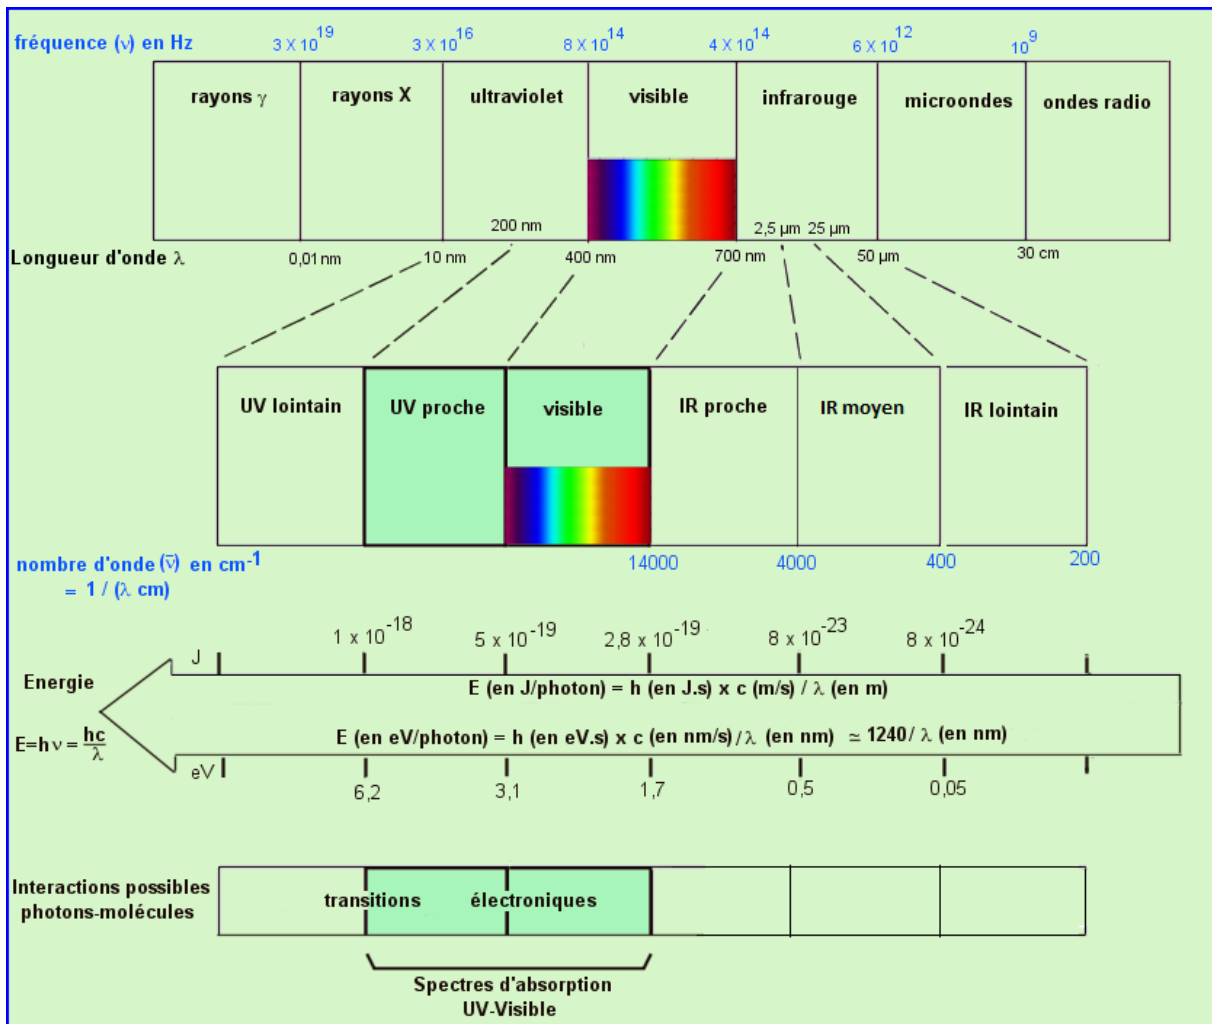 fréquence (ν) en Hz 3 X 10^19 3 X 10^16 8 X 10^14 4 X 10^14 6 X 10^12 10^9
rayons γ rayons X ultraviolet visible infrarouge microondes ondes radio
200 nm 2,5 µm 25 µm
Longueur d'onde λ 0,01 nm 10 nm 400 nm 700 nm 50 µm 30 cm
UV lointain UV proche visible IR proche IR moyen IR lointain
nombre d'onde (ν̅) en cm^-1 14000 4000 400 200
= 1 / (λ cm)
1 x 10^-18 5 x 10^-19 2,8 x 10^-19 8 x 10^-23 8 x 10^-24
J
Energie
E (en J/photon) = h (en J.s) x c (m/s) / λ (en m)
E=hν = hc/λ
E (en eV/photon) = h (en eV.s) x c (en nm/s) / λ (en nm) ≃ 1240/ λ (en nm)
eV
6,2 3,1 1,7 0,5 0,05
Interactions possibles
photons-molécules
transitions électroniques
Spectres d'absorption
UV-Visible